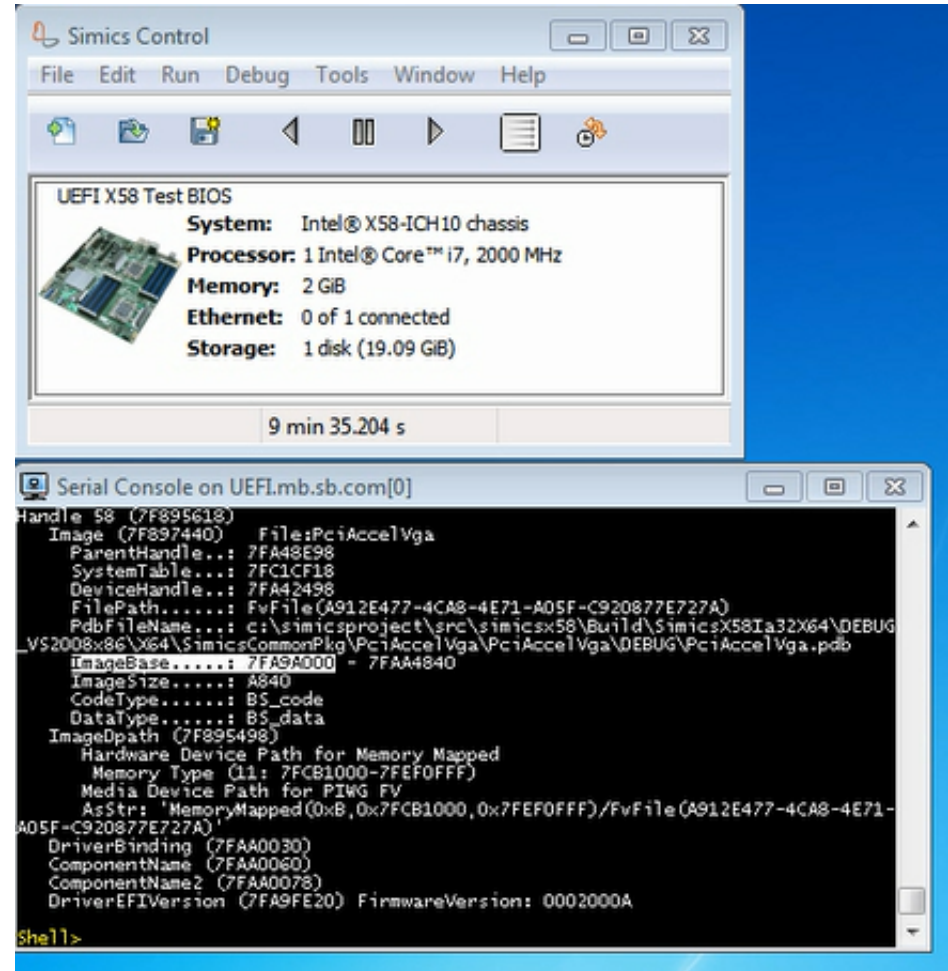 Simics Control
File Edit Run Debug Tools Window Help
UEFI X58 Test BIOS
System: Intel® X58-ICH10 chassis
Processor: 1 Intel® Core™ i7, 2000 MHz
Memory: 2 GiB
Ethernet: 0 of 1 connected
Storage: 1 disk (19.09 GiB)
9 min 35.204 s
Serial Console on UEFI.mb.sb.com[0]
Handle 58 (7F895618)
Image (7F897440) File:PciAccelVga
ParentHandle..: 7FA48E98
SystemTable...: 7FC1CF18
DeviceHandle..: 7FA42498
FilePath......: FvFile(A912E477-4CA8-4E71-A05F-C920877E727A)
PdbFileName...: c:\simicsproject\src\simicsx58\Build\SimicsX58Ia32X64\DEBUG
_VS2008x86\X64\SimicsCommonPkg\PciAccelVga\PciAccelVga\DEBUG\PciAccelVga.pdb
ImageBase.....: 7FA9A000 - 7FAA4840
ImageSize.....: A840
CodeType......: BS_code
DataType......: BS_data
ImageDpath (7F895498)
Hardware Device Path for Memory Mapped
Memory Type (11: 7FCB1000-7FEF0FFF)
Media Device Path for PIWG FV
AsStr: 'MemoryMapped(0xB,0x7FCB1000,0x7FEF0FFF)/FvFile(A912E477-4CA8-4E71-
A05F-C920877E727A)'
DriverBinding (7FAA0030)
ComponentName (7FAA0060)
ComponentName2 (7FAA0078)
DriverEFIVersion (7FA9FE20) FirmwareVersion: 0002000A
Shell>